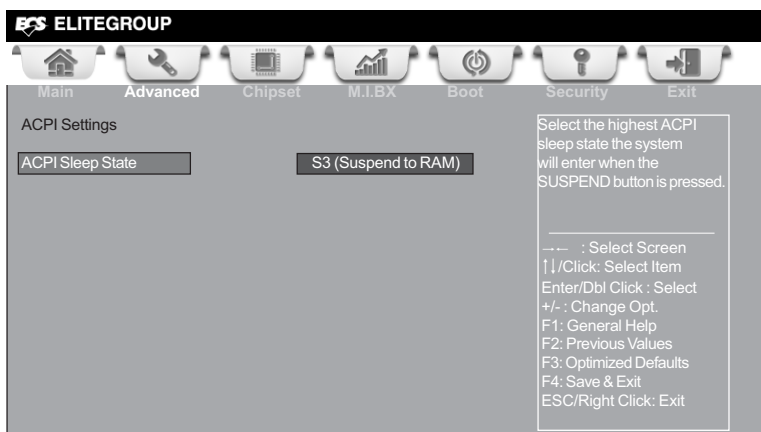 ECS ELITEGROUP
Main Advanced Chipset M.I.BX Boot Security Exit
ACPI Settings
ACPI Sleep State S3 (Suspend to RAM)
Select the highest ACPI
sleep state the system
will enter when the
SUSPEND button is pressed.
→← : Select Screen
↑↓/Click: Select Item
Enter/Dbl Click : Select
+/- : Change Opt.
F1: General Help
F2: Previous Values
F3: Optimized Defaults
F4: Save & Exit
ESC/Right Click: Exit